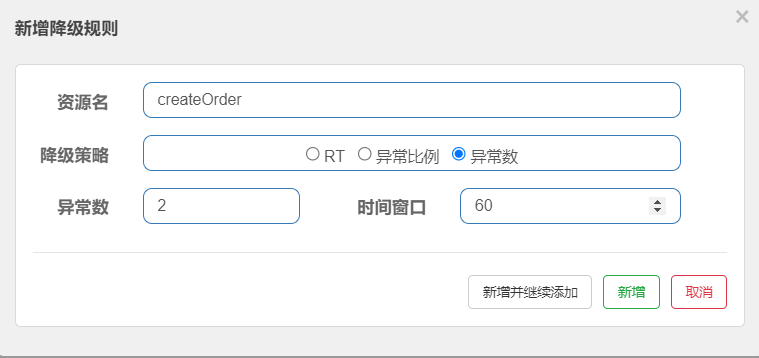 新增降级规则
×
资源名 createOrder
降级策略 RT 异常比例 异常数
异常数 2 时间窗口 60
新增并继续添加 新增 取消